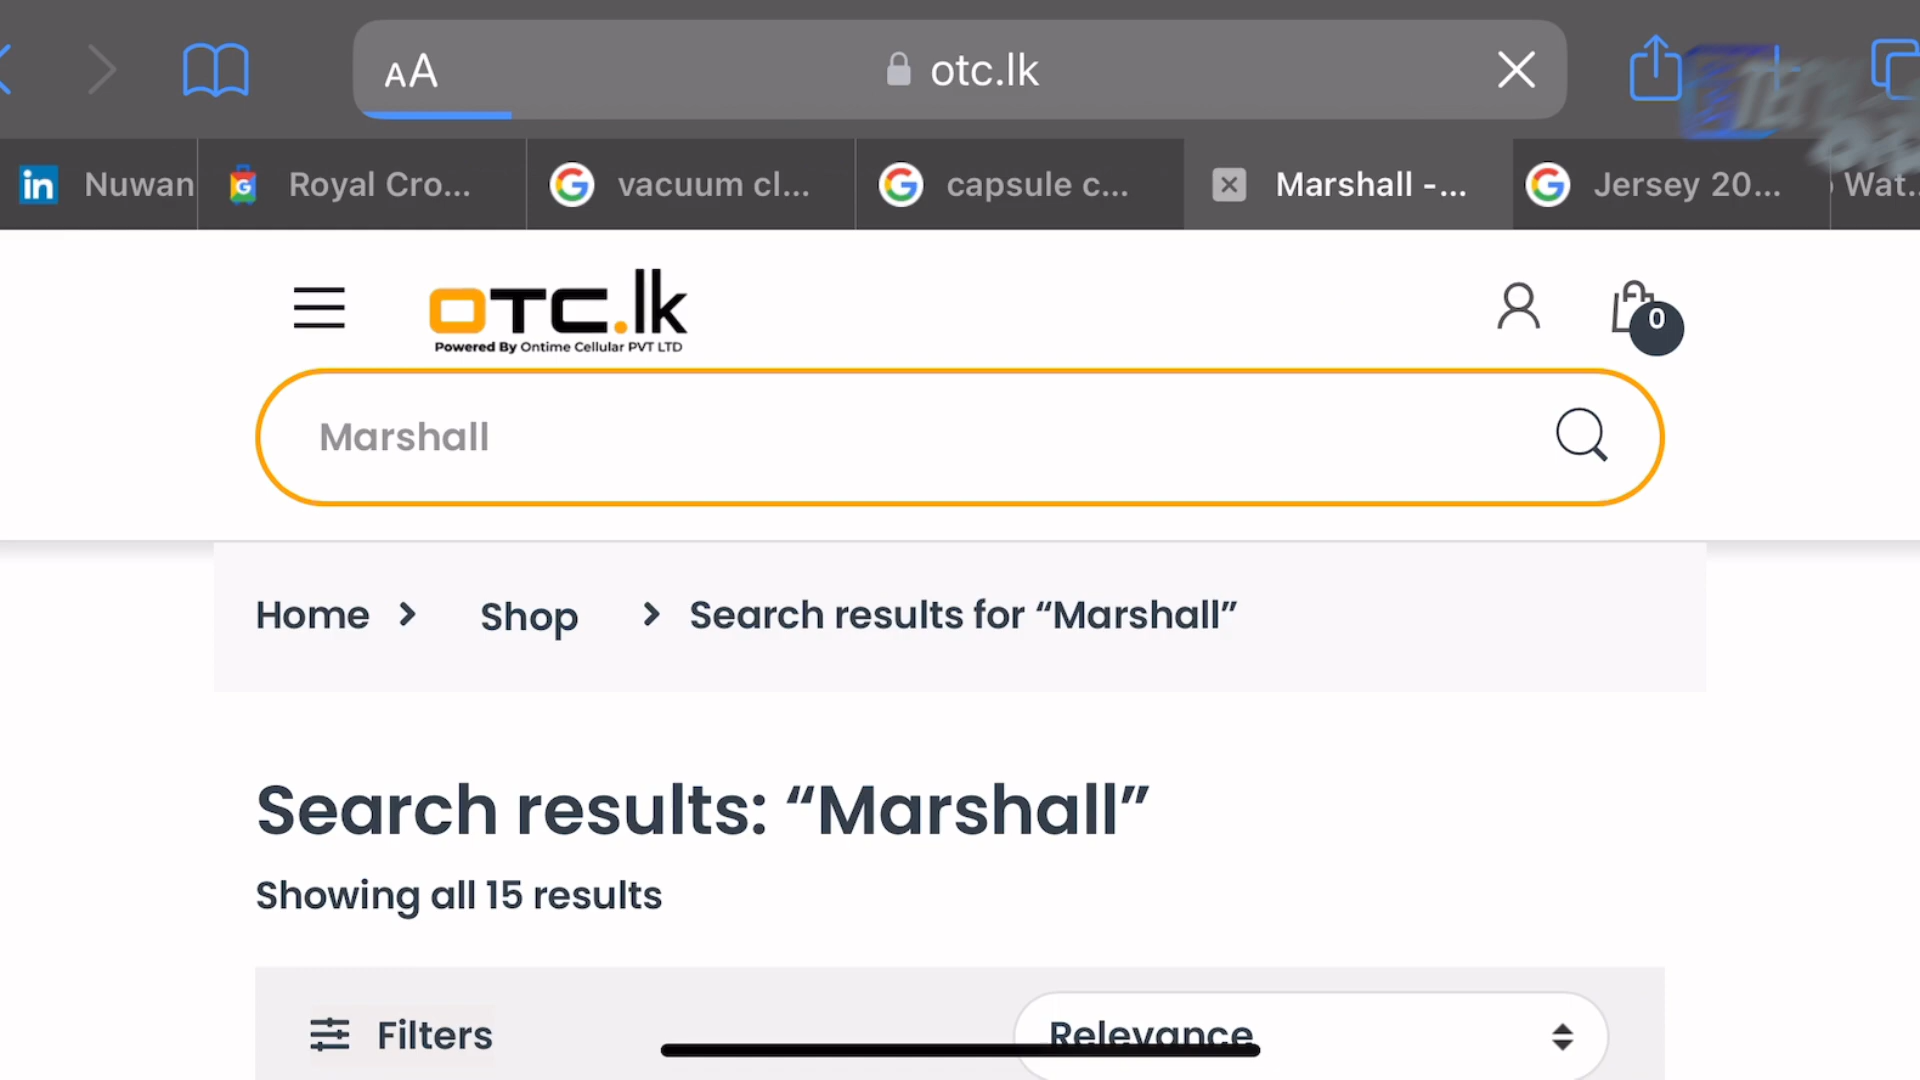 AA
otc.lk
Nuwan
Royal Cro...
vacuum cl...
capsule c...
Marshall -...
Jersey 20...
Wat...
OTC.lk
Powered By Ontime Cellular PVT LTD
0
Marshall
Home
Shop
Search results for “Marshall”
Search results: “Marshall”
Showing all 15 results
Filters
Relevance